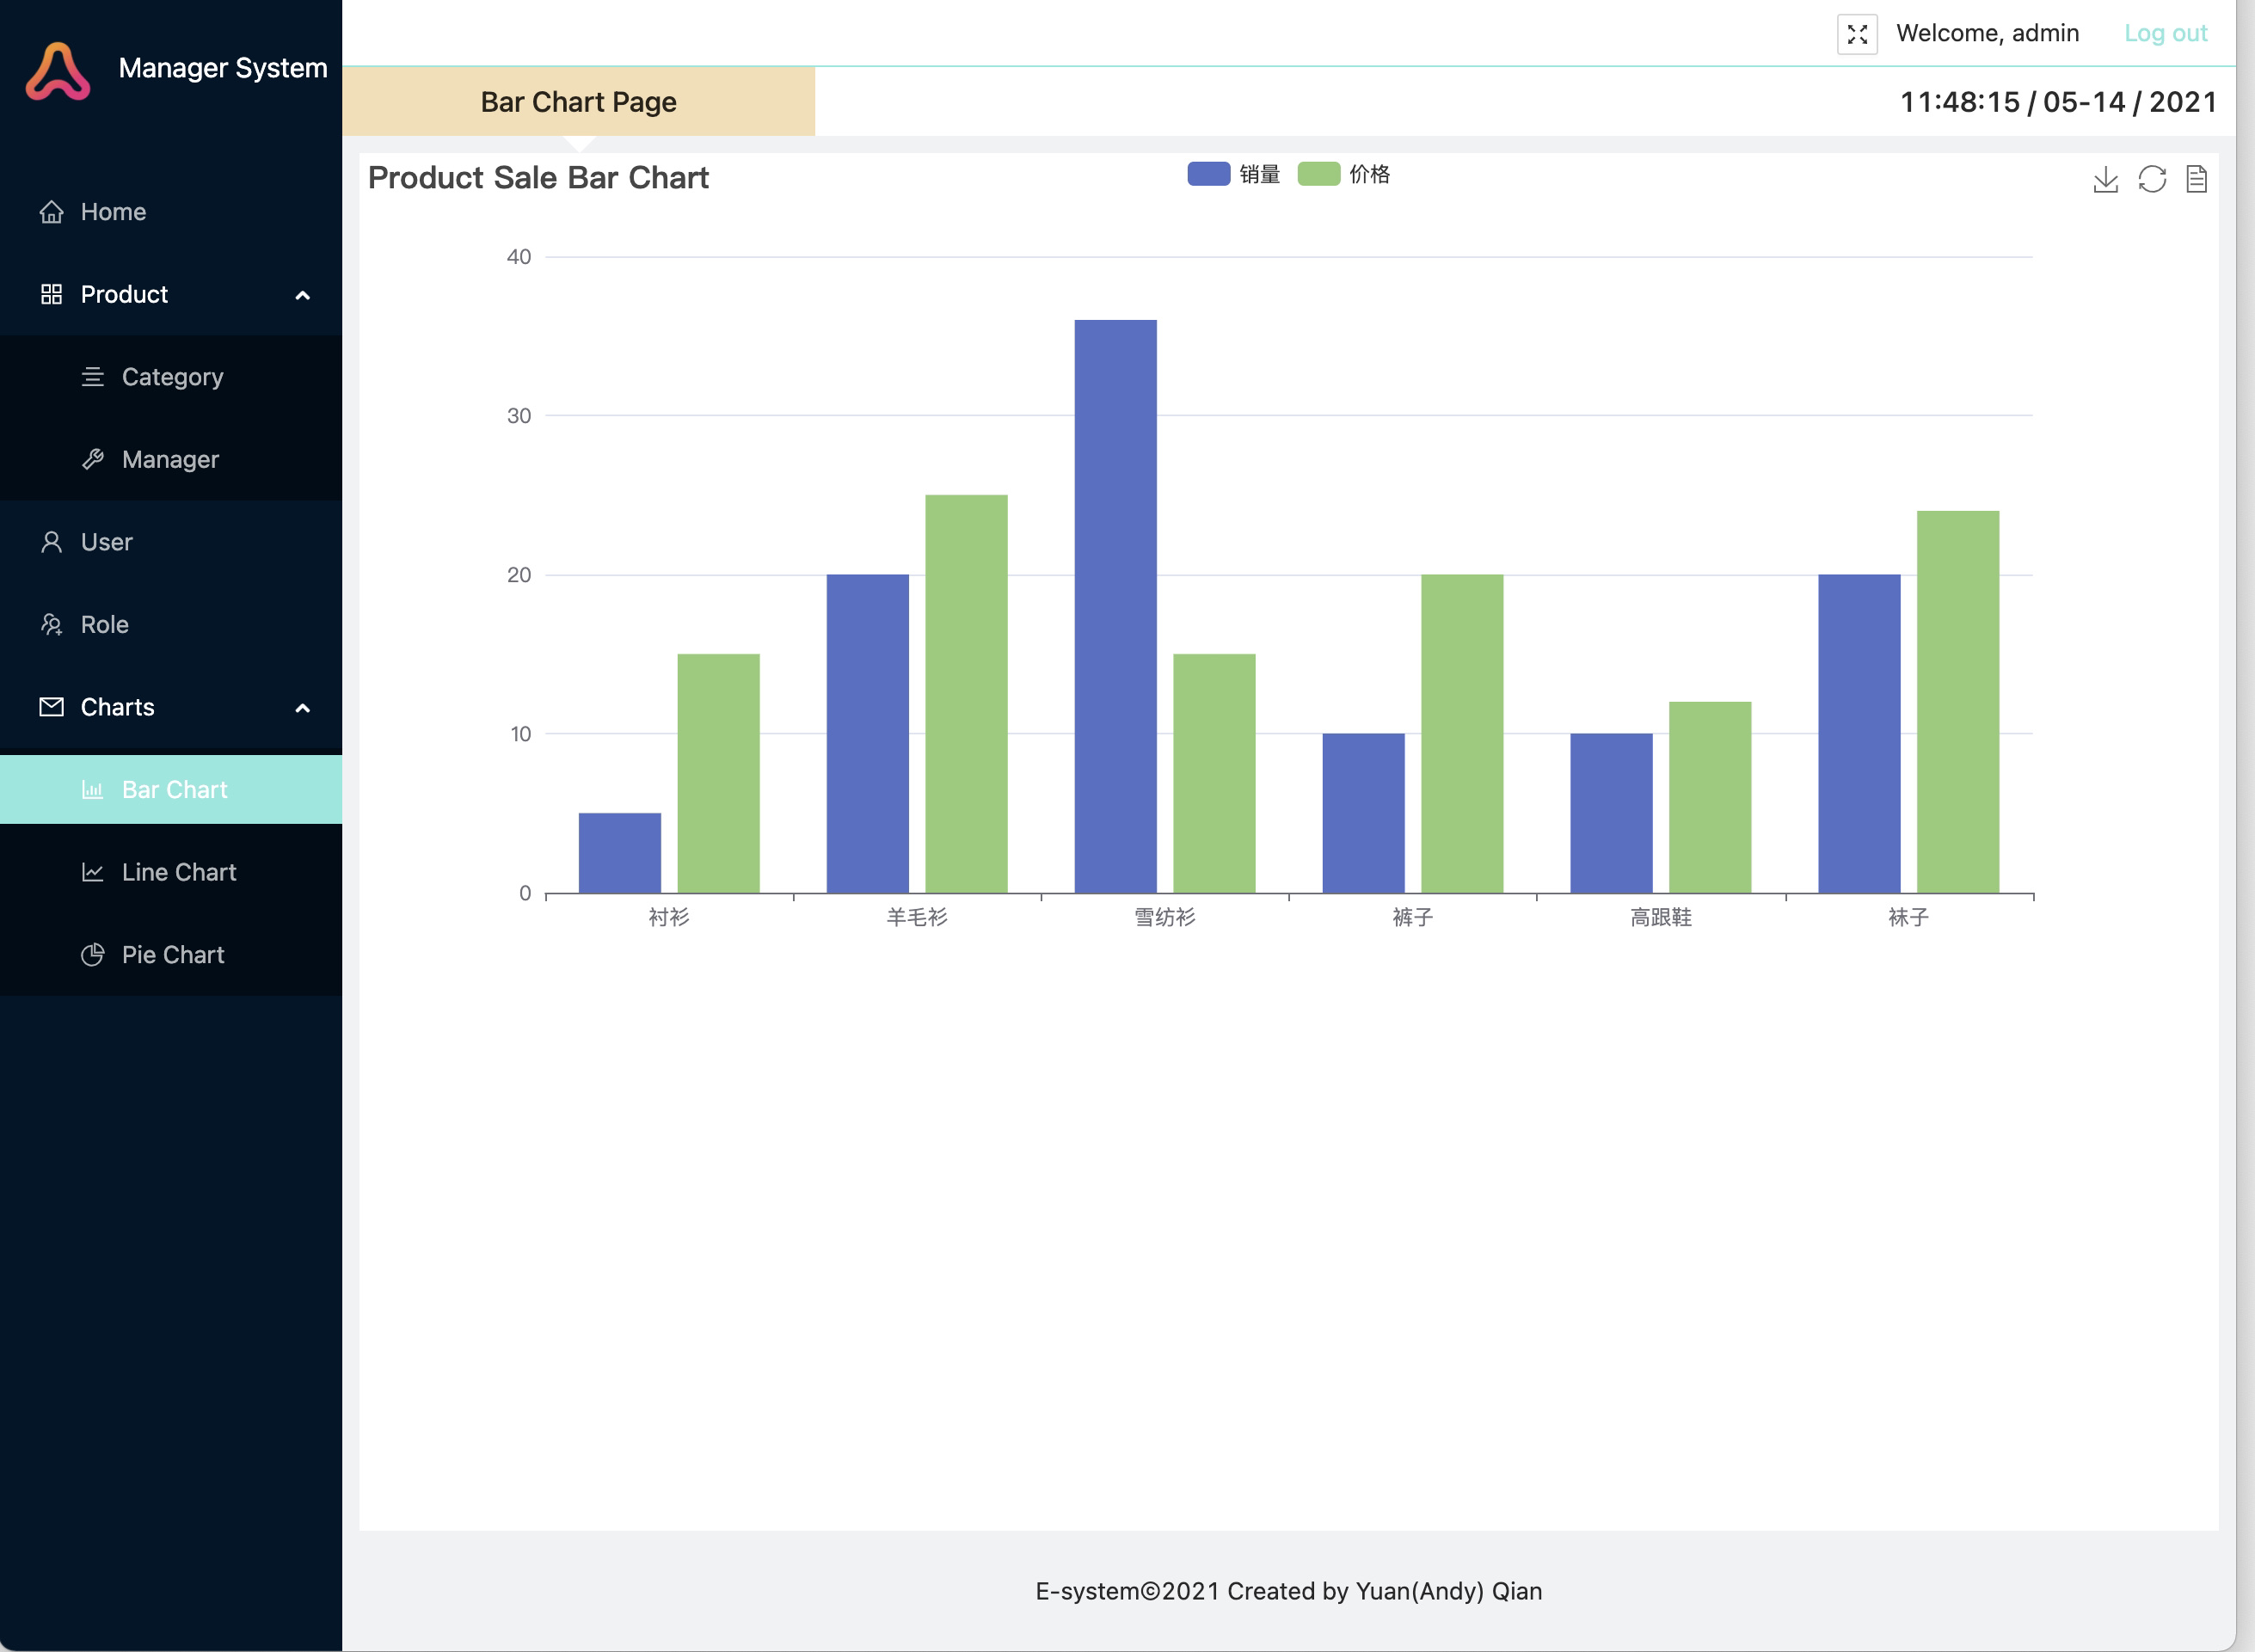 Manager System
Home
Product
Category
Manager
User
Role
Charts
Bar Chart
Line Chart
Pie Chart
Welcome, admin
Log out
Bar Chart Page
11:48:15 / 05-14 / 2021
Product Sale Bar Chart
销量
价格
40
30
20
10
0
衬衫
羊毛衫
雪纺衫
裤子
高跟鞋
袜子
E-system©2021 Created by Yuan(Andy) Qian